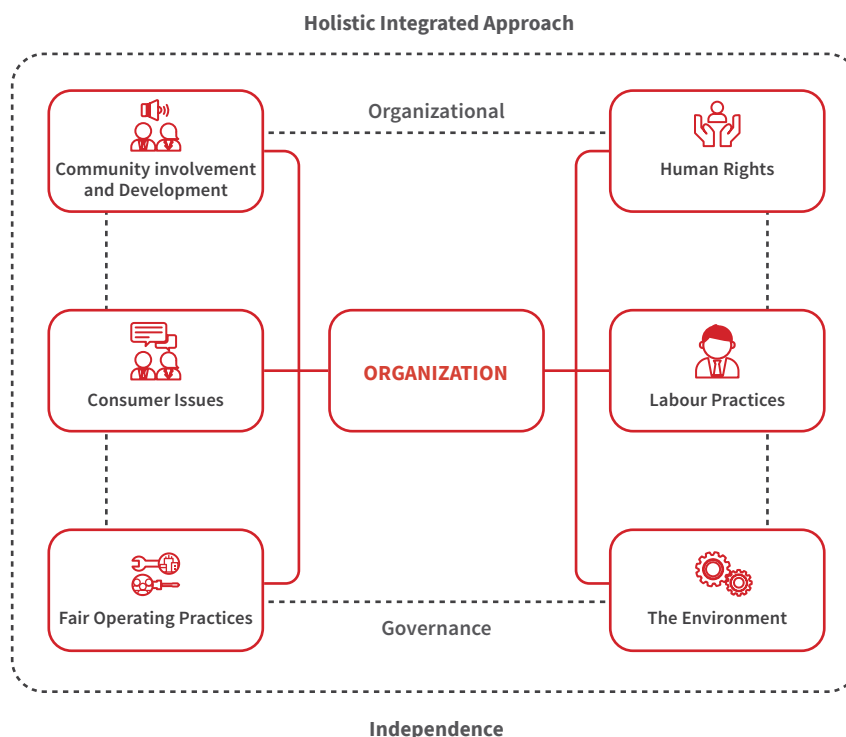 Holistic Integrated Approach
Organizational
Community involvement
and Development
Human Rights
Consumer Issues
ORGANIZATION
Labour Practices
Fair Operating Practices
The Environment
Governance
Independence